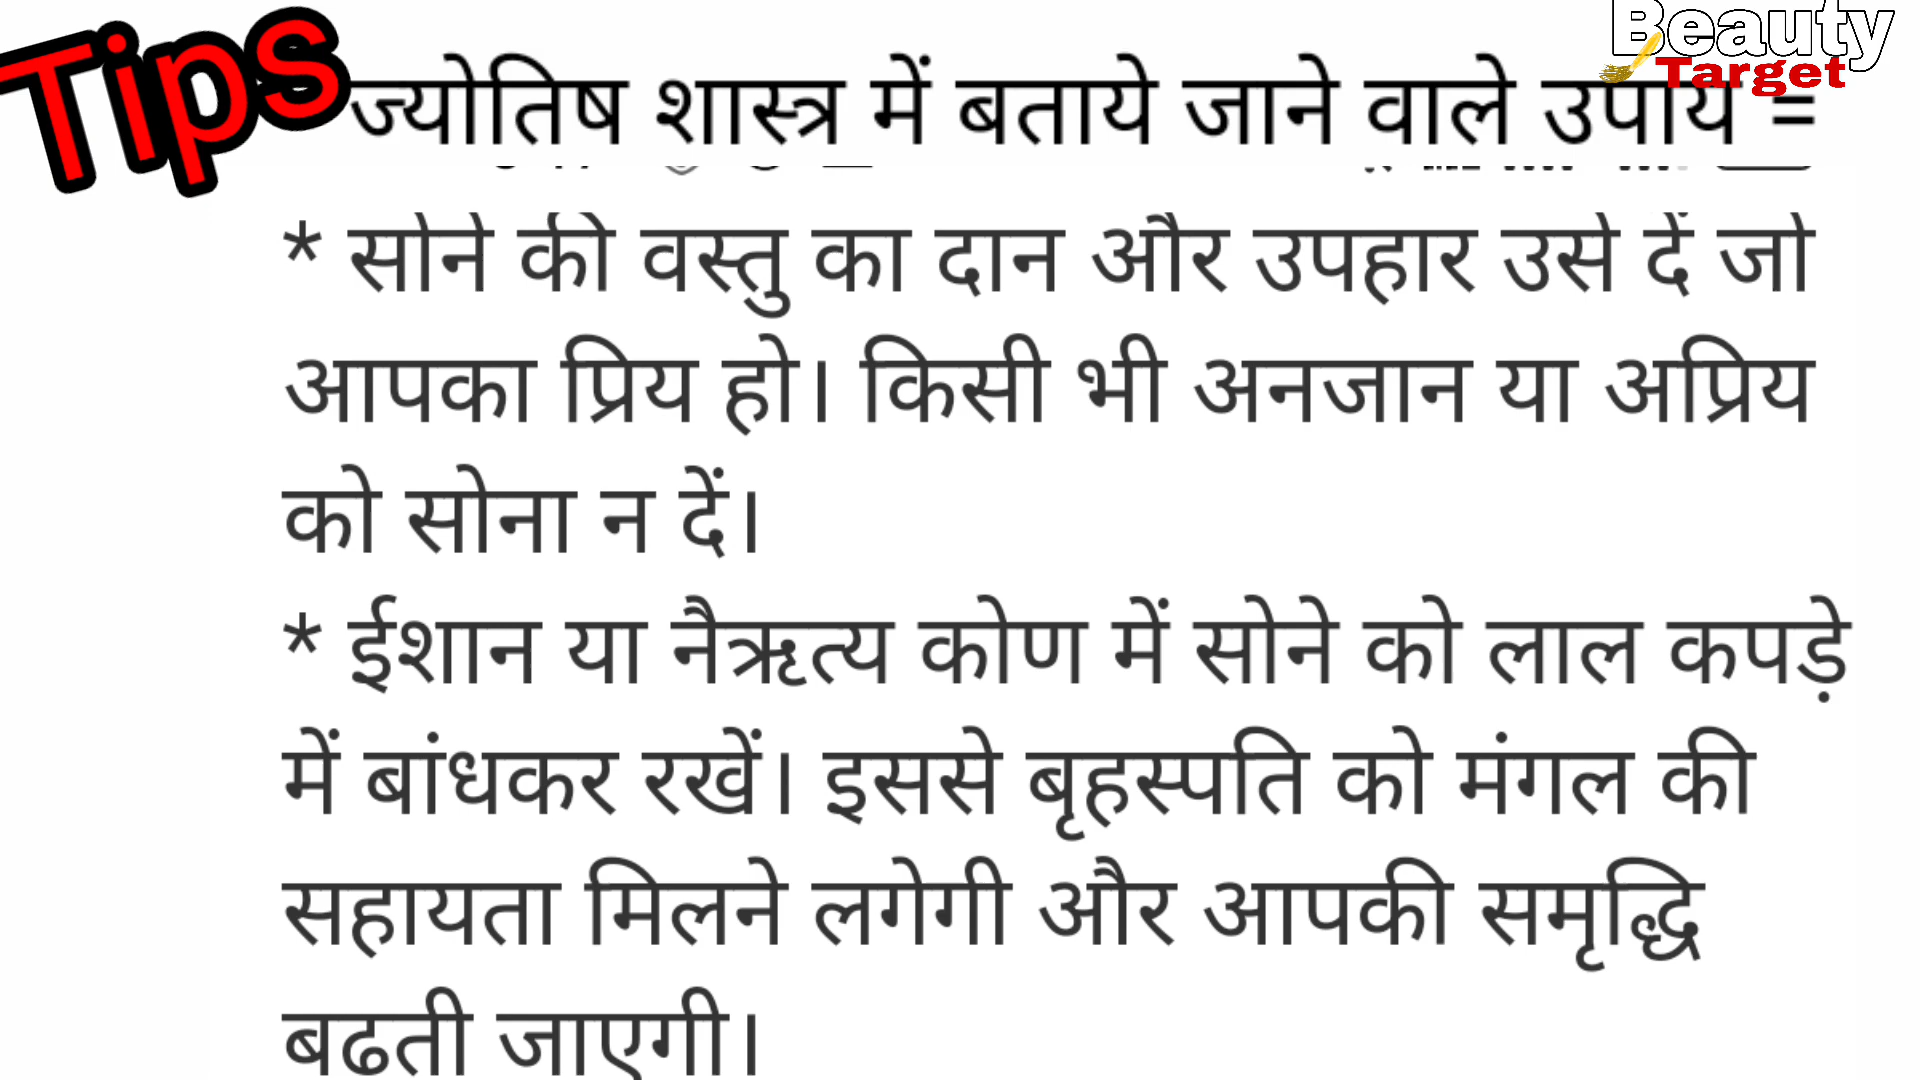 Tips
Beauty
Target
ज्योतिष शास्त्र में बताये जाने वाले उपाय =
* सोने की वस्तु का दान और उपहार उसे दें जो
आपका प्रिय हो। किसी भी अनजान या अप्रिय
को सोना न दें।
* ईशान या नैऋत्य कोण में सोने को लाल कपड़े
में बांधकर रखें। इससे बृहस्पति को मंगल की
सहायता मिलने लगेगी और आपकी समृद्धि
बढती जाएगी।